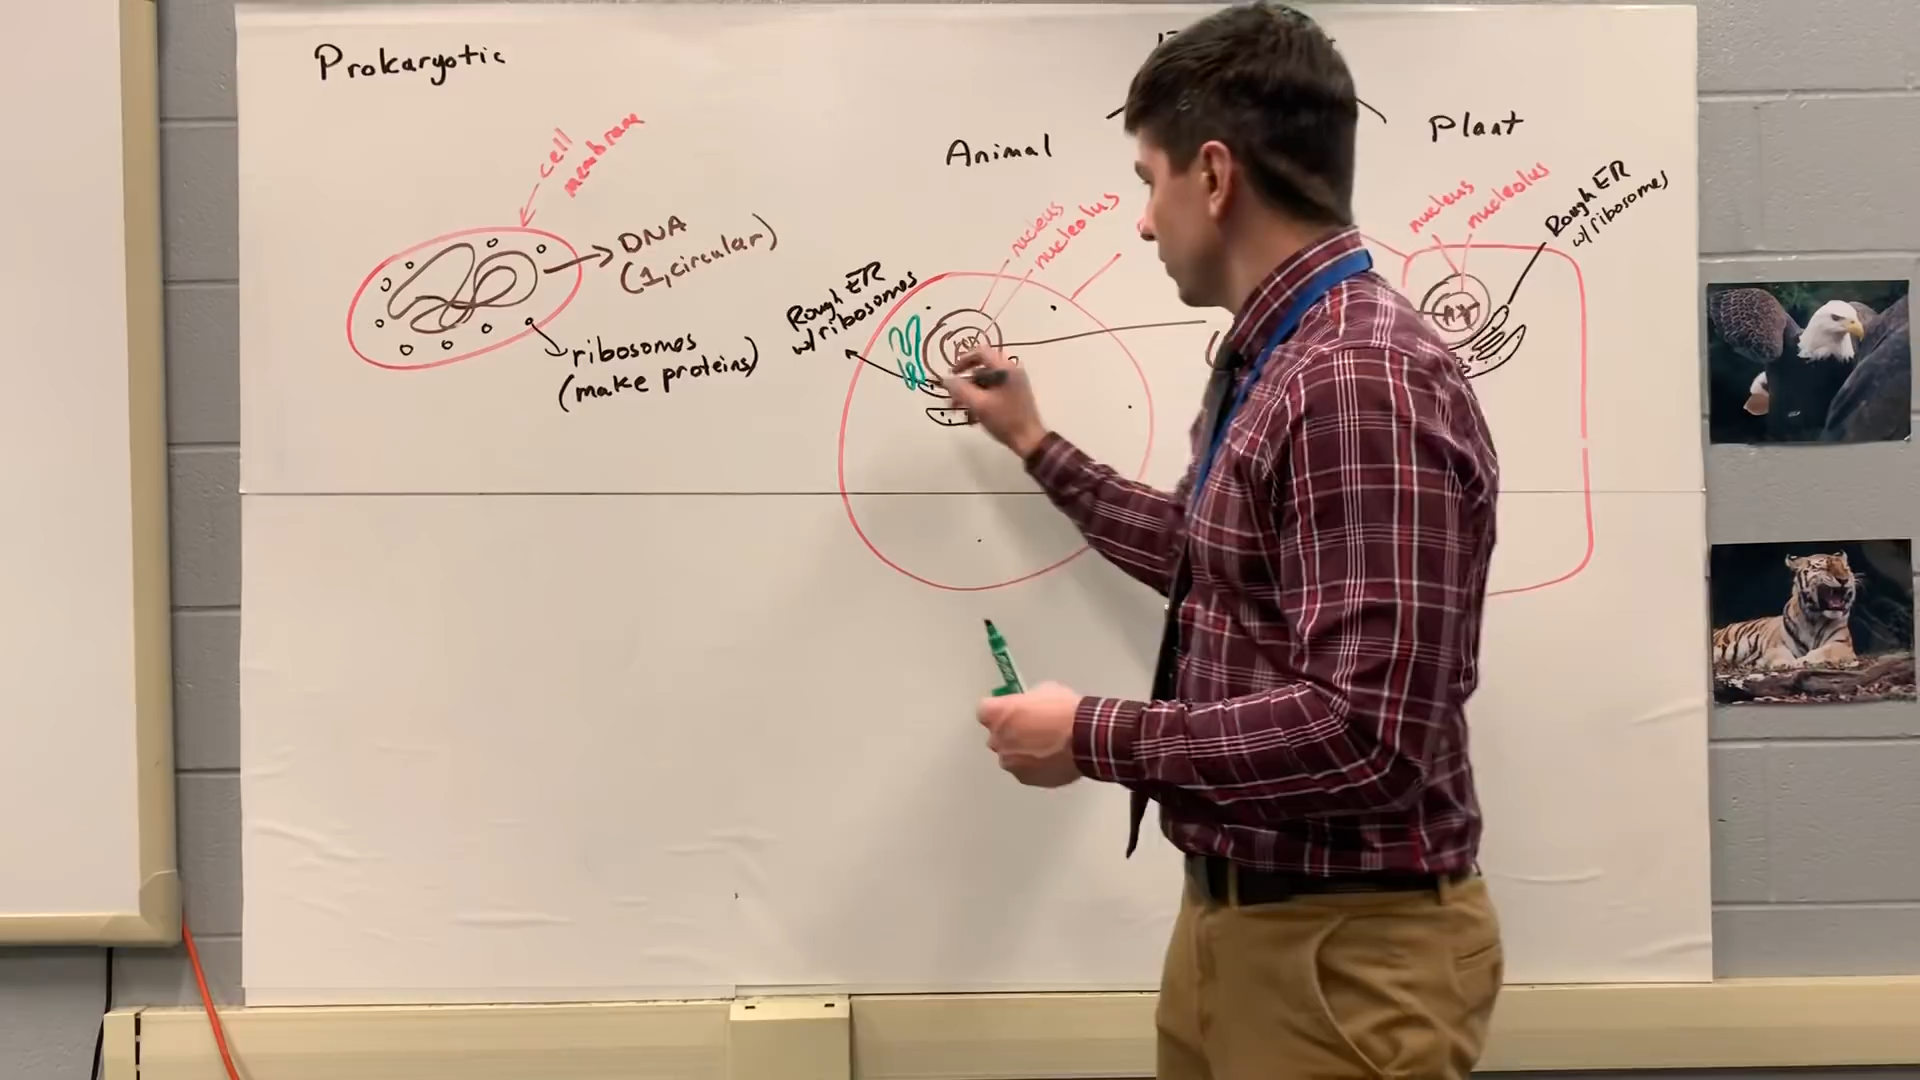 Prokaryotic
cell
membrane
DNA
(1, circular)
ribosomes
(make proteins)
Animal
nucleus
nucleolus
Rough ER
w/ ribosomes
Plant
nucleus
nucleolus
Rough ER
w/ ribosomes